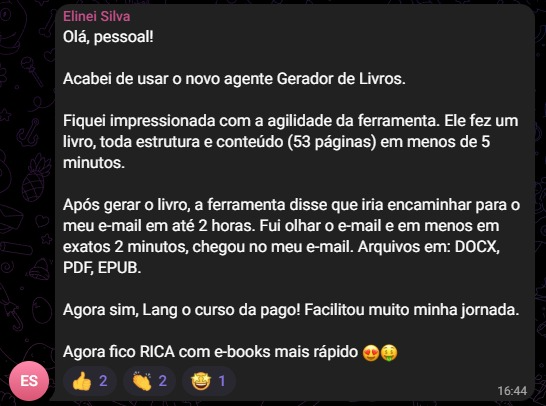 Elinei Silva
Olá, pessoal!
Acabei de usar o novo agente Gerador de Livros.
Fiquei impressionada com a agilidade da ferramenta. Ele fez um
livro, toda estrutura e conteúdo (53 páginas) em menos de 5
minutos.
Após gerar o livro, a ferramenta disse que iria encaminhar para o
meu e-mail em até 2 horas. Fui olhar o e-mail e em menos em
exatos 2 minutos, chegou no meu e-mail. Arquivos em: DOCX,
PDF, EPUB.
Agora sim, Lang o curso da pago! Facilitou muito minha jornada.
Agora fico RICA com e-books mais rápido 😍🤑
ES 👍 2 👏 2 🤩 1
16:44